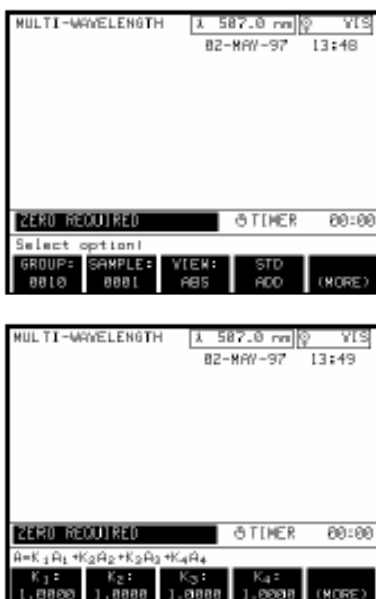 MULTI-WAVELENGTH λ 507.0 nm VIS
02-MAY-97 13:48
ZERO REQUIRED TIMER 00:00
Select option!
GROUP: SAMPLE: VIEW: STD
0010 0001 ABS ADD (MORE)
MULTI-WAVELENGTH λ 507.0 nm VIS
02-MAY-97 13:49
ZERO REQUIRED TIMER 00:00
A=K1A1+K2A2+K3A3+K4A4
K1: K2: K3: K4:
1.0000 1.0000 1.0000 1.0000 (MORE)